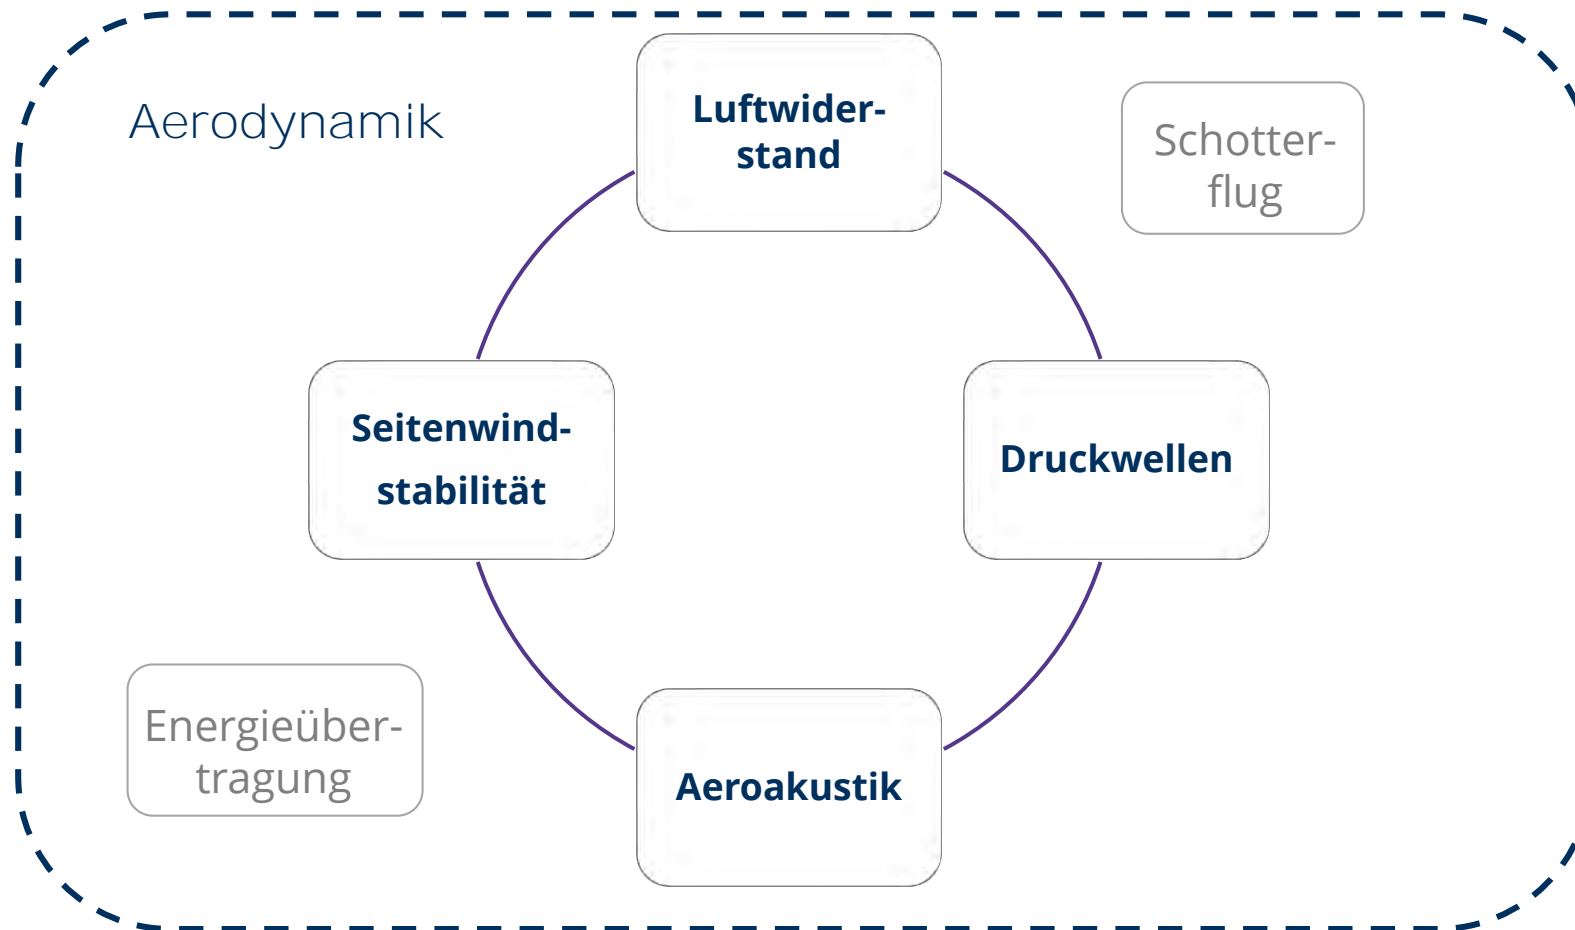 Aerodynamik
Luftwider-
stand
Schotter-
flug
Seitenwind-
stabilität
Druckwellen
Energieüber-
tragung
Aeroakustik